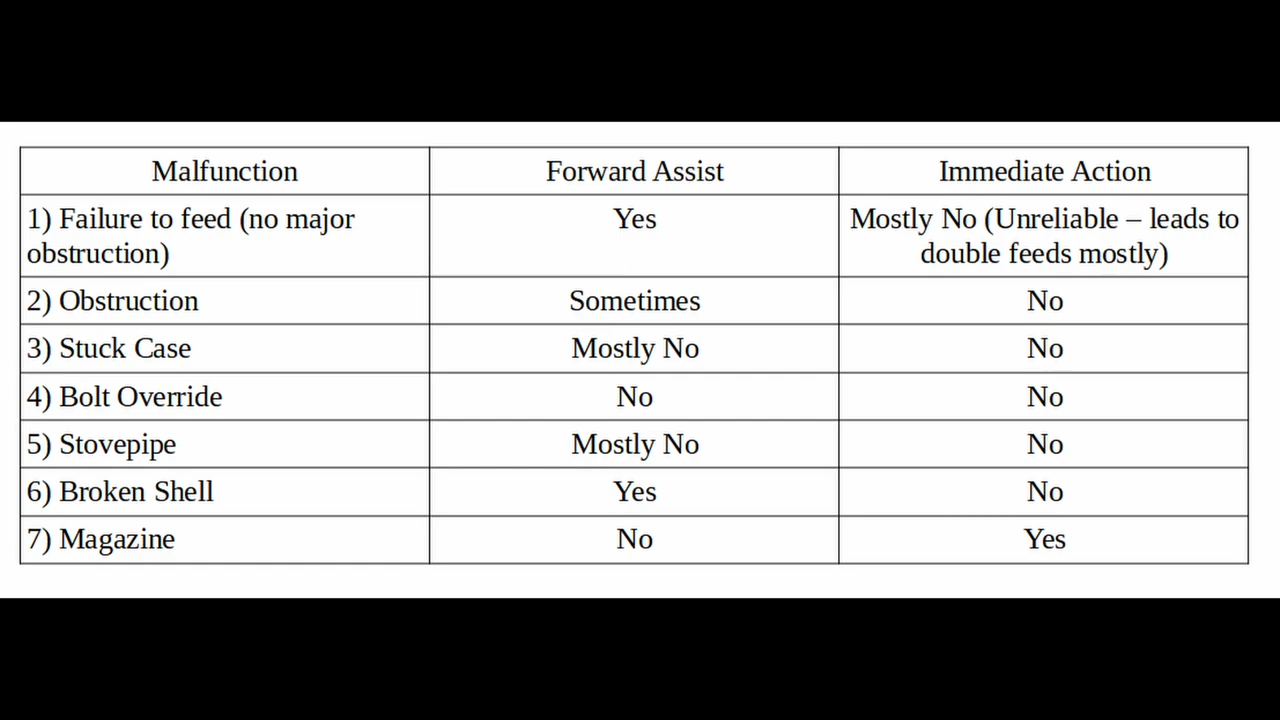 Malfunction Forward Assist Immediate Action
1) Failure to feed (no major obstruction) Yes Mostly No (Unreliable – leads to double feeds mostly)
2) Obstruction Sometimes No
3) Stuck Case Mostly No No
4) Bolt Override No No
5) Stovepipe Mostly No No
6) Broken Shell Yes No
7) Magazine No Yes